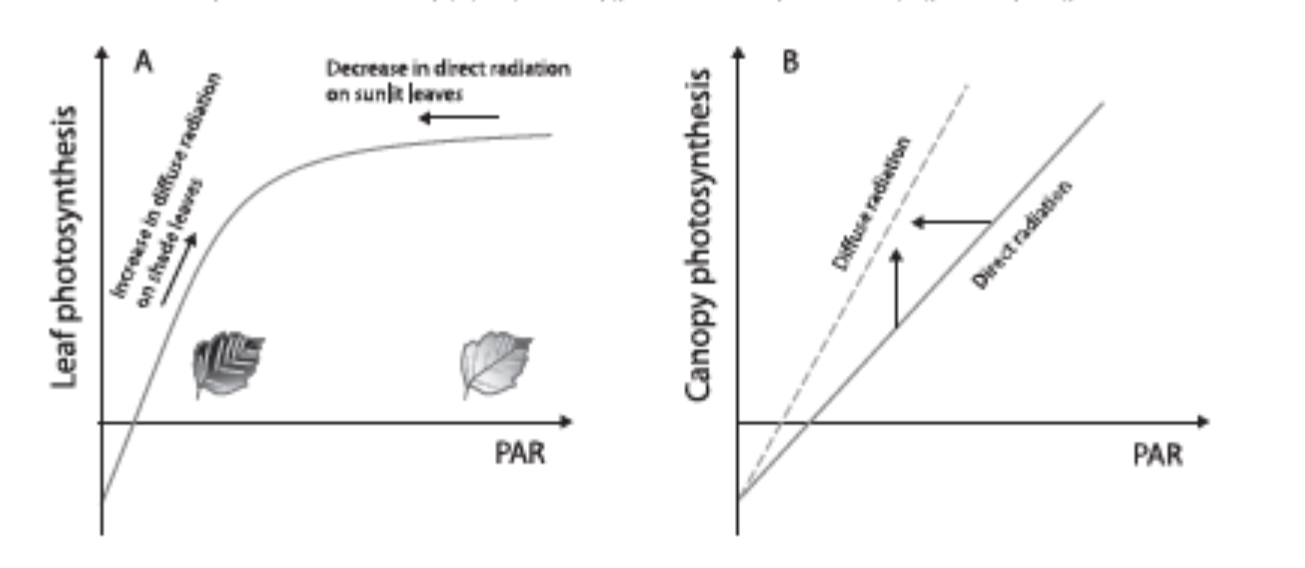 A
Decrease in direct radiation
on sunlit leaves
Increase in diffuse radiation
on shade leaves
Leaf photosynthesis
PAR
B
Canopy photosynthesis
Diffuse radiation
Direct radiation
PAR